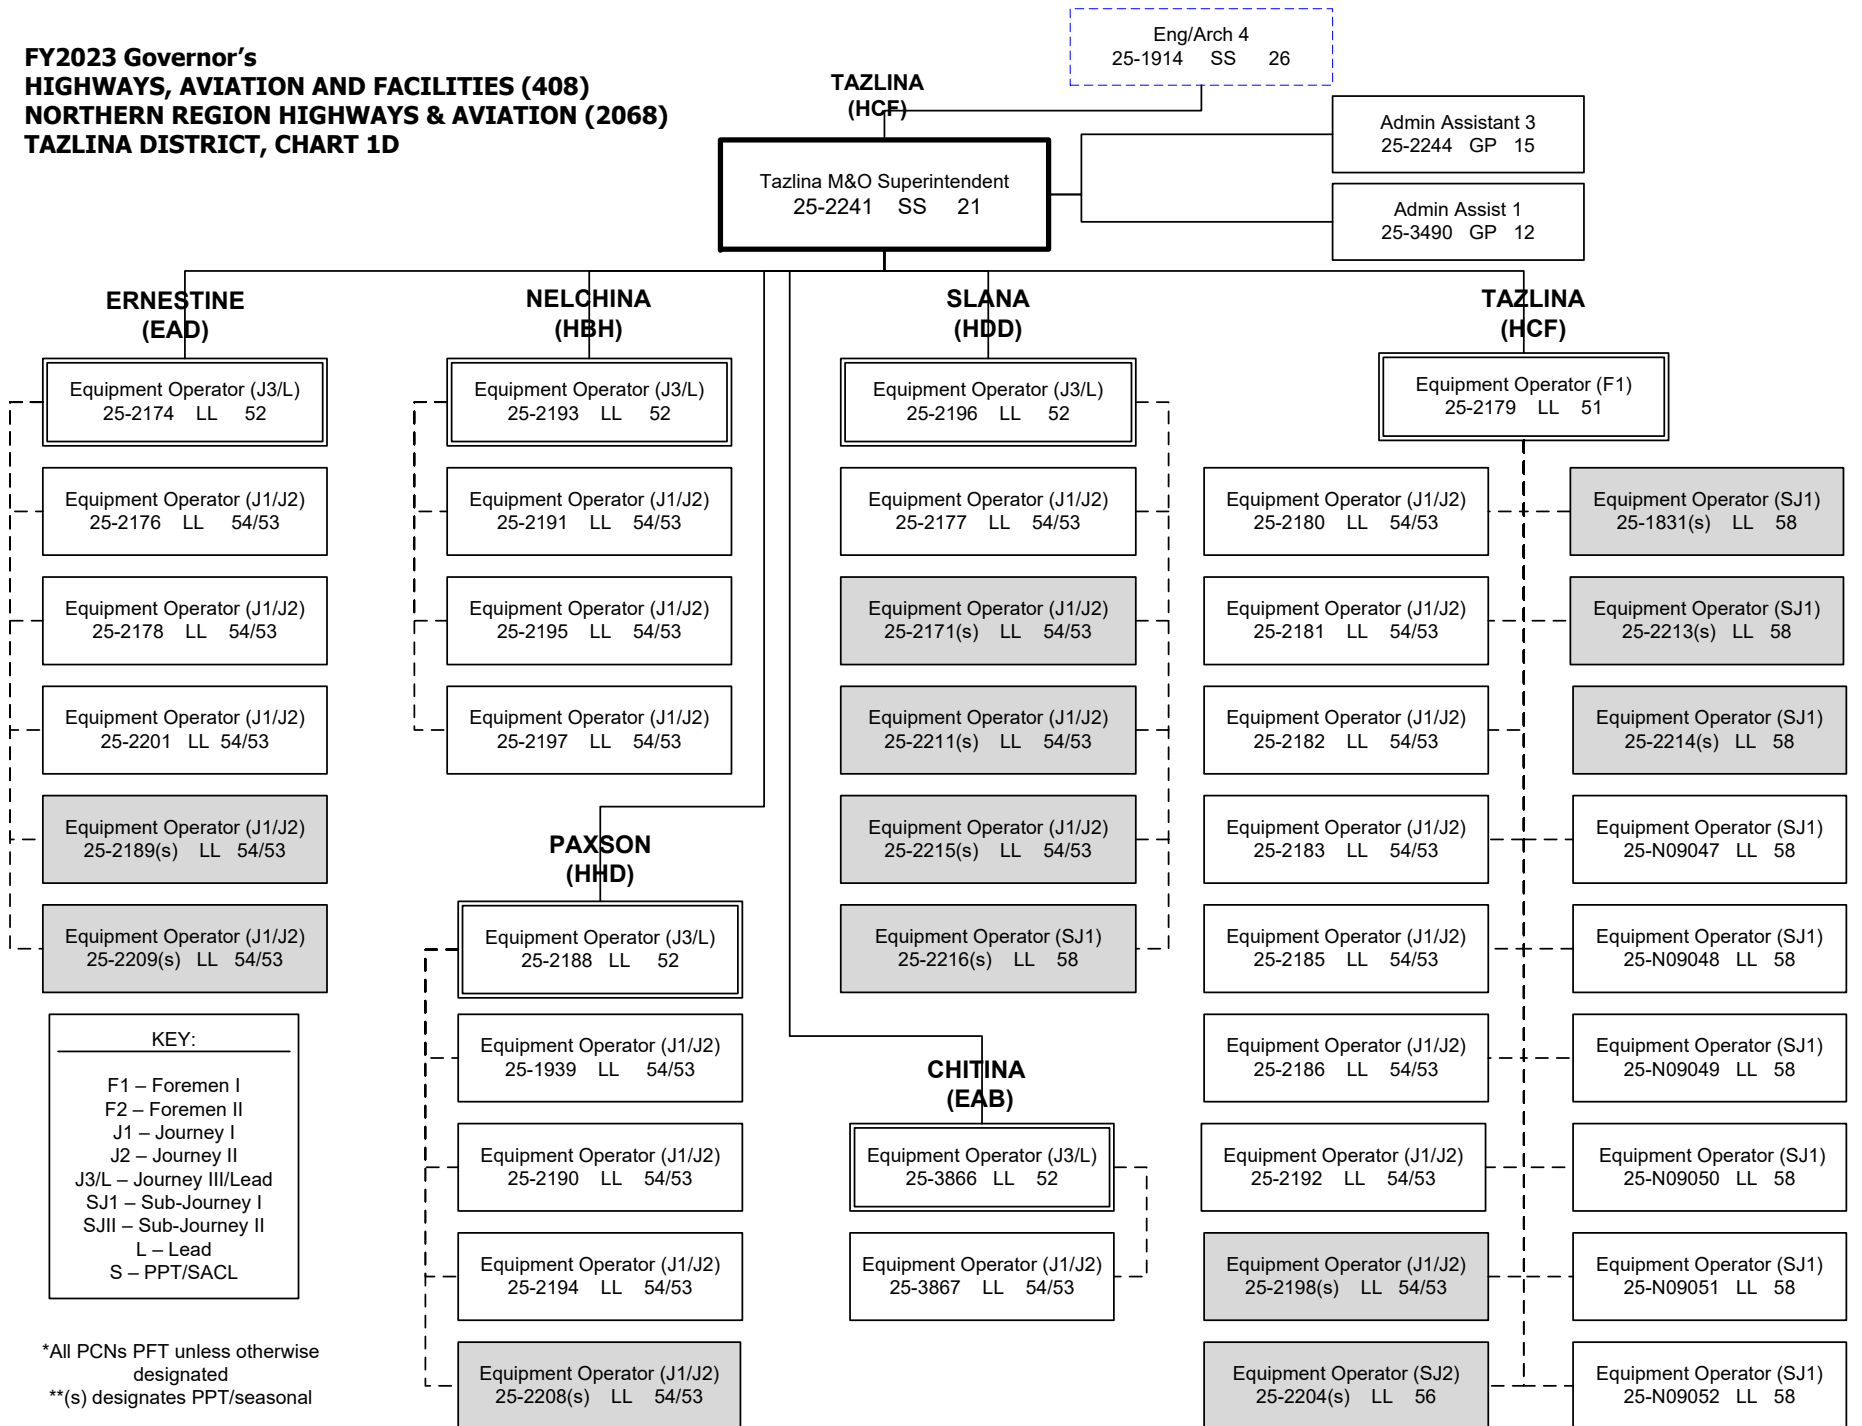 FY2023 Governor's
HIGHWAYS, AVIATION AND FACILITIES (408)
NORTHERN REGION HIGHWAYS & AVIATION (2068)
TAZLINA DISTRICT, CHART 1D
Eng/Arch 4
25-1914 SS 26
TAZLINA
(HCF)
Tazlina M&O Superintendent
25-2241 SS 21
Admin Assistant 3
25-2244 GP 15
Admin Assist 1
25-3490 GP 12
ERNESTINE
(EAD)
Equipment Operator (J3/L)
25-2174 LL 52
Equipment Operator (J1/J2)
25-2176 LL 54/53
Equipment Operator (J1/J2)
25-2178 LL 54/53
Equipment Operator (J1/J2)
25-2201 LL 54/53
Equipment Operator (J1/J2)
25-2189(s) LL 54/53
Equipment Operator (J1/J2)
25-2209(s) LL 54/53
KEY:
F1 – Foremen I
F2 – Foremen II
J1 – Journey I
J2 – Journey II
J3/L – Journey III/Lead
SJ1 – Sub-Journey I
SJII – Sub-Journey II
L – Lead
S – PPT/SACL
*All PCNs PFT unless otherwise
designated
**(s) designates PPT/seasonal
NELCHINA
(HBH)
Equipment Operator (J3/L)
25-2193 LL 52
Equipment Operator (J1/J2)
25-2191 LL 54/53
Equipment Operator (J1/J2)
25-2195 LL 54/53
Equipment Operator (J1/J2)
25-2197 LL 54/53
PAXSON
(HHD)
Equipment Operator (J3/L)
25-2188 LL 52
Equipment Operator (J1/J2)
25-1939 LL 54/53
Equipment Operator (J1/J2)
25-2190 LL 54/53
Equipment Operator (J1/J2)
25-2194 LL 54/53
Equipment Operator (J1/J2)
25-2208(s) LL 54/53
SLANA
(HDD)
Equipment Operator (J3/L)
25-2196 LL 52
Equipment Operator (J1/J2)
25-2177 LL 54/53
Equipment Operator (J1/J2)
25-2171(s) LL 54/53
Equipment Operator (J1/J2)
25-2211(s) LL 54/53
Equipment Operator (J1/J2)
25-2215(s) LL 54/53
Equipment Operator (SJ1)
25-2216(s) LL 58
CHITINA
(EAB)
Equipment Operator (J3/L)
25-3866 LL 52
Equipment Operator (J1/J2)
25-3867 LL 54/53
TAZLINA
(HCF)
Equipment Operator (F1)
25-2179 LL 51
Equipment Operator (J1/J2)
25-2180 LL 54/53
Equipment Operator (J1/J2)
25-2181 LL 54/53
Equipment Operator (J1/J2)
25-2182 LL 54/53
Equipment Operator (J1/J2)
25-2183 LL 54/53
Equipment Operator (J1/J2)
25-2185 LL 54/53
Equipment Operator (J1/J2)
25-2186 LL 54/53
Equipment Operator (J1/J2)
25-2192 LL 54/53
Equipment Operator (J1/J2)
25-2198(s) LL 54/53
Equipment Operator (SJ2)
25-2204(s) LL 56
Equipment Operator (SJ1)
25-1831(s) LL 58
Equipment Operator (SJ1)
25-2213(s) LL 58
Equipment Operator (SJ1)
25-2214(s) LL 58
Equipment Operator (SJ1)
25-N09047 LL 58
Equipment Operator (SJ1)
25-N09048 LL 58
Equipment Operator (SJ1)
25-N09049 LL 58
Equipment Operator (SJ1)
25-N09050 LL 58
Equipment Operator (SJ1)
25-N09051 LL 58
Equipment Operator (SJ1)
25-N09052 LL 58